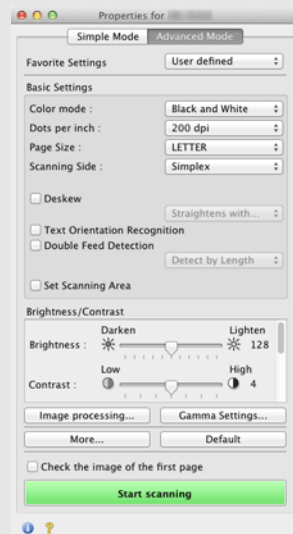 Properties for
Simple Mode Advanced Mode
Favorite Settings User defined
Basic Settings
Color mode : Black and White
Dots per inch : 200 dpi
Page Size : LETTER
Scanning Side : Simplex
Deskew
Straightens with...
Text Orientation Recognition
Double Feed Detection
Detect by Length
Set Scanning Area
Brightness/Contrast
Darken Lighten
Brightness : 128
Low High
Contrast : 4
Image processing... Gamma Settings...
More... Default
Check the image of the first page
Start scanning